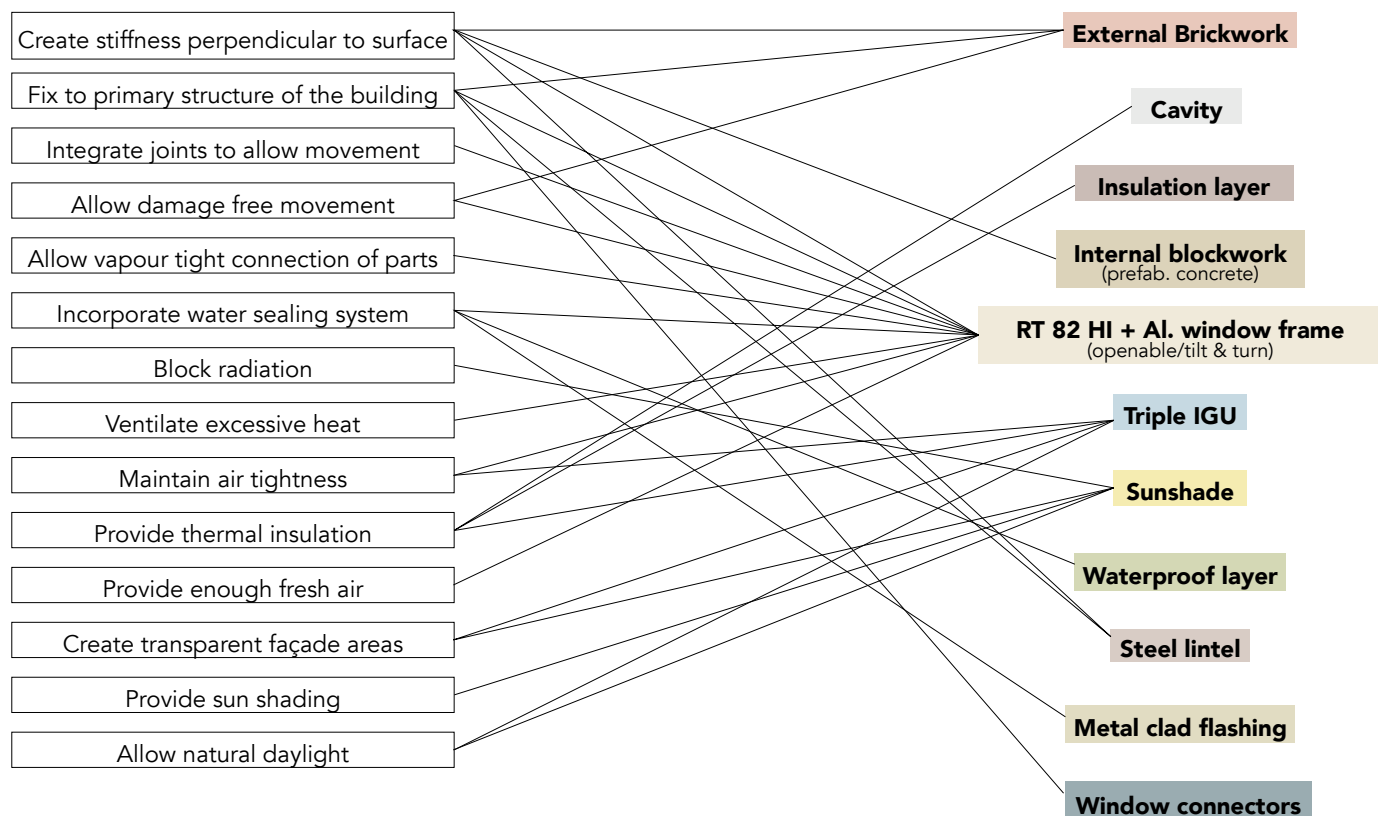 Create stiffness perpendicular to surface
Fix to primary structure of the building
Integrate joints to allow movement
Allow damage free movement
Allow vapour tight connection of parts
Incorporate water sealing system
Block radiation
Ventilate excessive heat
Maintain air tightness
Provide thermal insulation
Provide enough fresh air
Create transparent façade areas
Provide sun shading
Allow natural daylight
External Brickwork
Cavity
Insulation layer
Internal blockwork
(prefab. concrete)
RT 82 HI + Al. window frame
(openable/tilt & turn)
Triple IGU
Sunshade
Waterproof layer
Steel lintel
Metal clad flashing
Window connectors